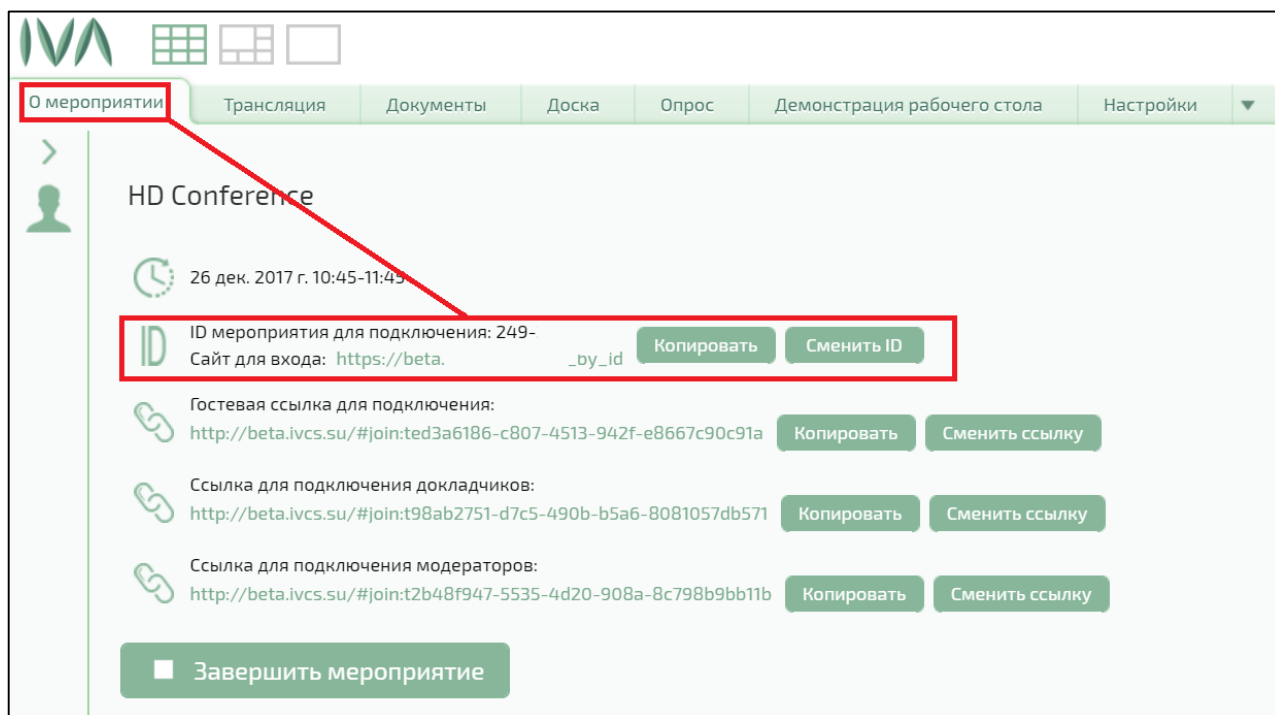 IVA
О мероприятии Трансляция Документы Доска Опрос Демонстрация рабочего стола Настройки
HD Conference
26 дек. 2017 г. 10:45-11:45
ID ID мероприятия для подключения: 249-
Сайт для входа: https://beta. _by_id Копировать Сменить ID
Гостевая ссылка для подключения:
http://beta.ivcs.su/#join:ted3a6186-c807-4513-942f-e8667c90c91a Копировать Сменить ссылку
Ссылка для подключения докладчиков:
http://beta.ivcs.su/#join:t98ab2751-d7c5-490b-b5a6-8081057db571 Копировать Сменить ссылку
Ссылка для подключения модераторов:
http://beta.ivcs.su/#join:t2b48f947-5535-4d20-908a-8c798b9bb11b Копировать Сменить ссылку
Завершить мероприятие